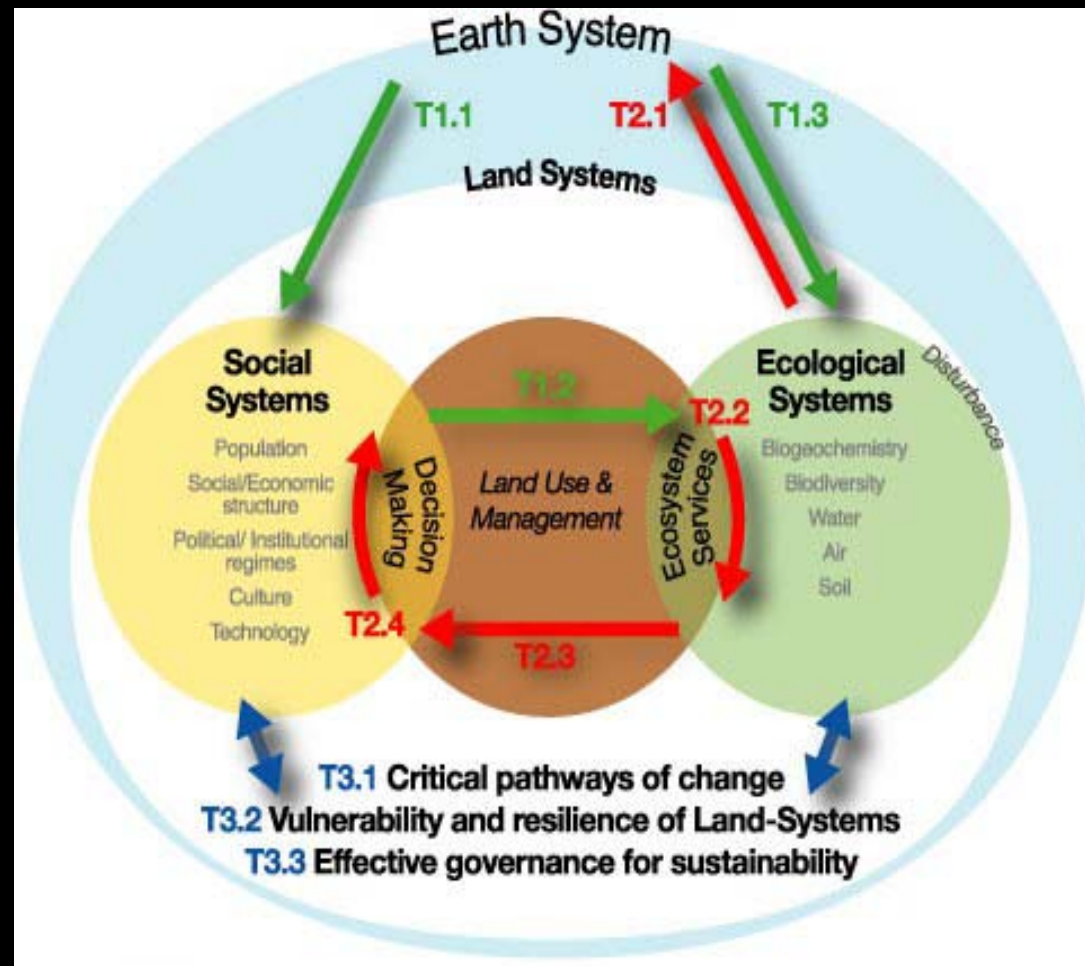 Earth System
T1.1
T2.1
T1.3
Land Systems
Social
Systems
Population
Social/Economic
structure
Political/ Institutional
regimes
Culture
Technology
Decision
Making
T1.2
Land Use &
Management
T2.3
T2.4
Ecosystem
Services
T2.2
Ecological
Systems
Biogeochemistry
Biodiversity
Water
Air
Soil
Disturbance
T3.1 Critical pathways of change
T3.2 Vulnerability and resilience of Land-Systems
T3.3 Effective governance for sustainability